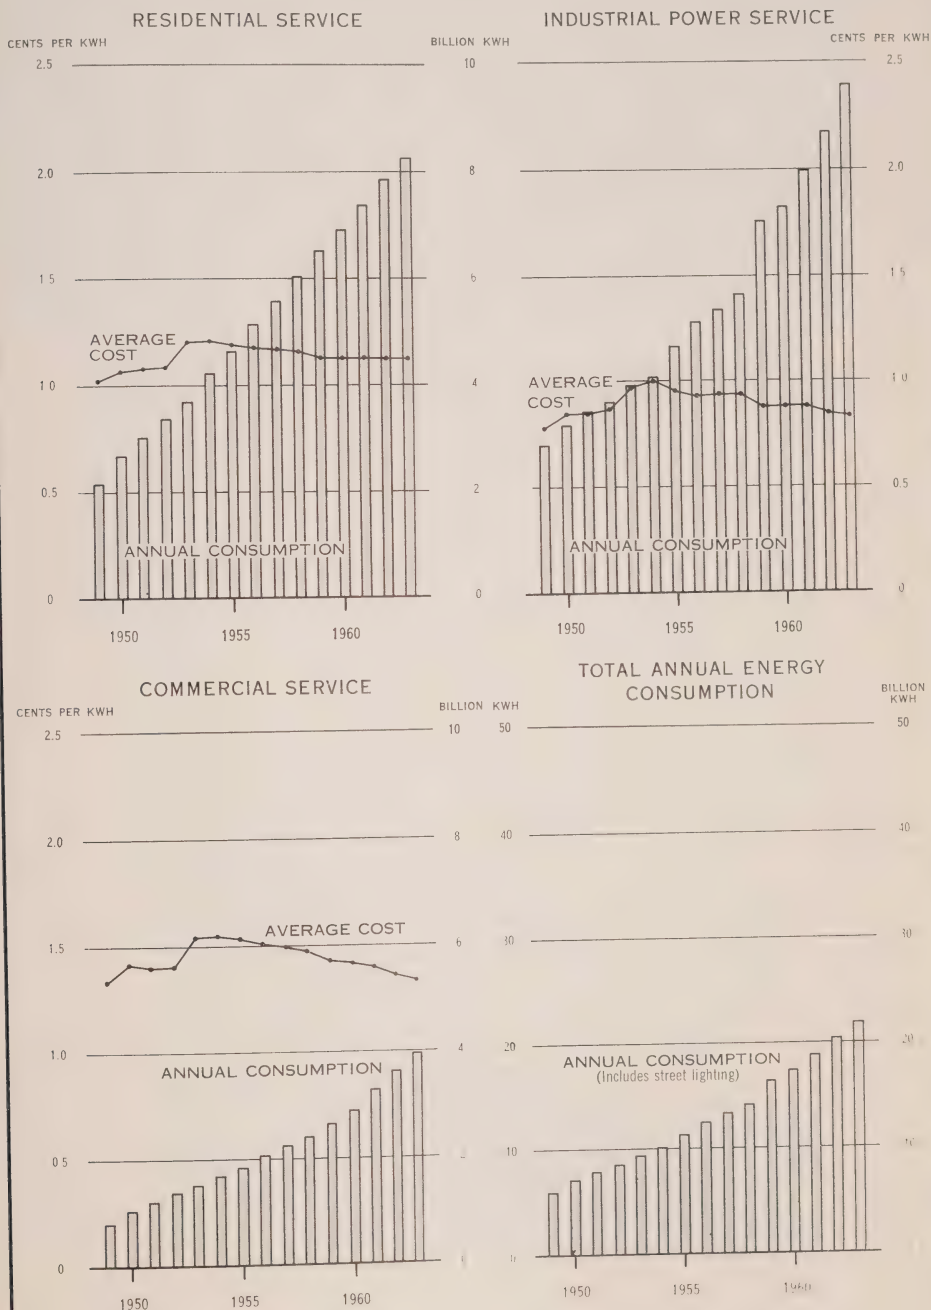 RESIDENTIAL SERVICE
CENTS PER KWH
BILLION KWH
2.5
2.0
1 5
1 0
0.5
0
10
8
6
4
2
0
AVERAGE
COST
ANNUAL CONSUMPTION
1950
1955
1960
INDUSTRIAL POWER SERVICE
CENTS PER KWH
2.5
2.0
1 5
1 0
0.5
0
AVERAGE
COST
ANNUAL CONSUMPTION
1950
1955
1960
COMMERCIAL SERVICE
CENTS PER KWH
BILLION KWH
2.5
2.0
1.5
1.0
0 5
0
10
8
6
4
AVERAGE COST
ANNUAL CONSUMPTION
1950
1955
1960
TOTAL ANNUAL ENERGY
CONSUMPTION
BILLION
KWH
50
40
30
20
10
50
40
30
20
10
ANNUAL CONSUMPTION
(Includes street lighting)
1950
1955
1960